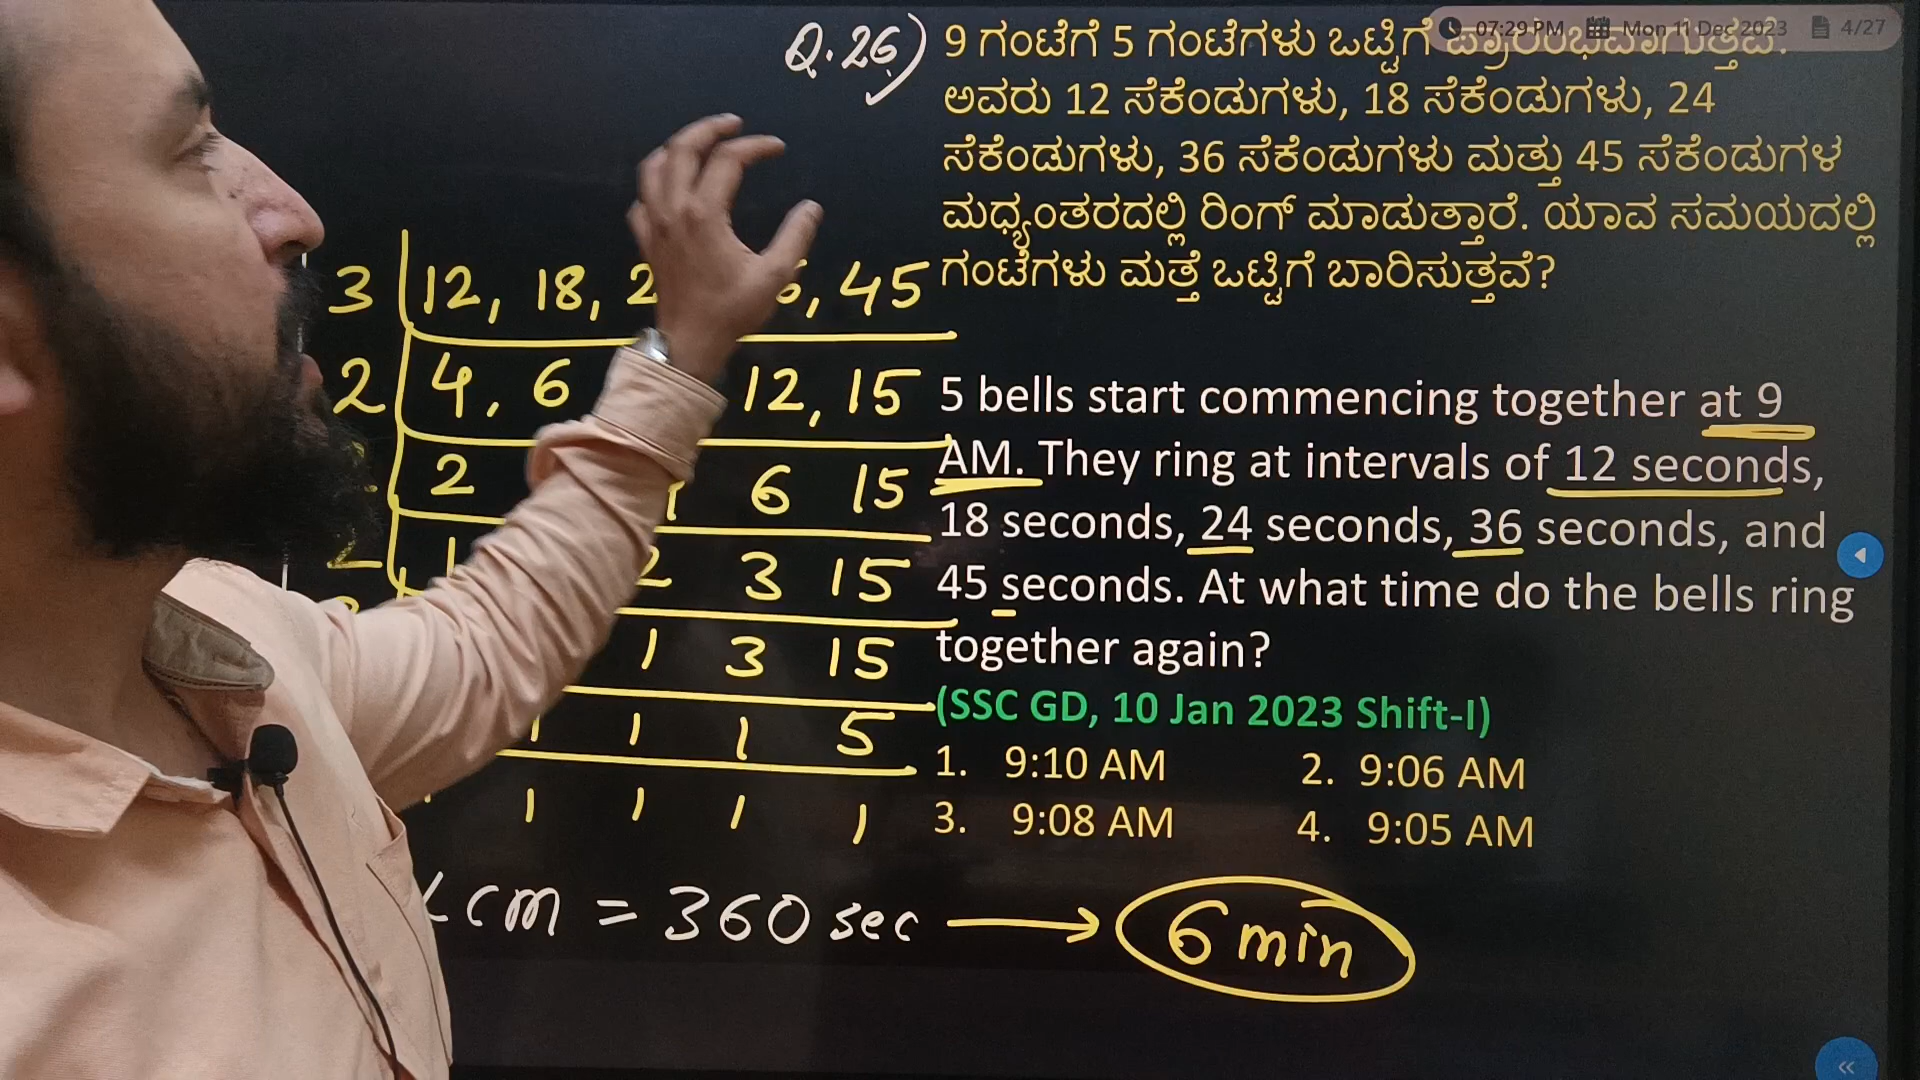 07:29 PM Mon 11 Dec 2023 4/27
Q.26) 9 ಗಂಟೆಗೆ 5 ಗಂಟೆಗಳು ಒಟ್ಟಿಗೆ ಪ್ರಾರಂಭವಾಗುತ್ತವೆ.
ಅವರು 12 ಸೆಕೆಂಡುಗಳು, 18 ಸೆಕೆಂಡುಗಳು, 24
ಸೆಕೆಂಡುಗಳು, 36 ಸೆಕೆಂಡುಗಳು ಮತ್ತು 45 ಸೆಕೆಂಡುಗಳ
ಮಧ್ಯಂತರದಲ್ಲಿ ರಿಂಗ್ ಮಾಡುತ್ತಾರೆ. ಯಾವ ಸಮಯದಲ್ಲಿ
ಗಂಟೆಗಳು ಮತ್ತೆ ಒಟ್ಟಿಗೆ ಬಾರಿಸುತ್ತವೆ?
3 12, 18, 45
2 4, 6 12, 15
2 6 15
2 3 15
1 3 15
1 1 1 5
1 1 1 1
5 bells start commencing together at 9
AM. They ring at intervals of 12 seconds,
18 seconds, 24 seconds, 36 seconds, and
45 seconds. At what time do the bells ring
together again?
(SSC GD, 10 Jan 2023 Shift-I)
1. 9:10 AM 2. 9:06 AM
3. 9:08 AM 4. 9:05 AM
LCM = 360 sec → 6 min